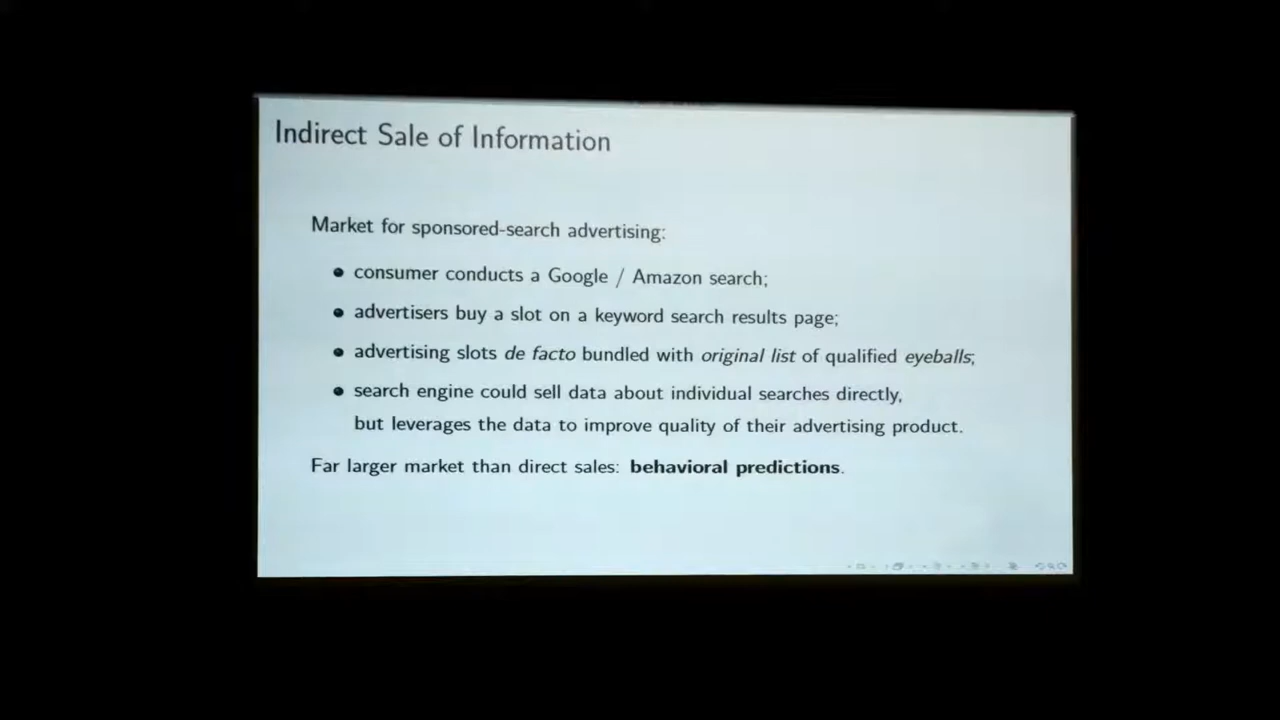 Indirect Sale of Information
Market for sponsored-search advertising:
• consumer conducts a Google / Amazon search;
• advertisers buy a slot on a keyword search results page;
• advertising slots de facto bundled with original list of qualified eyeballs;
• search engine could sell data about individual searches directly,
but leverages the data to improve quality of their advertising product.
Far larger market than direct sales: behavioral predictions.